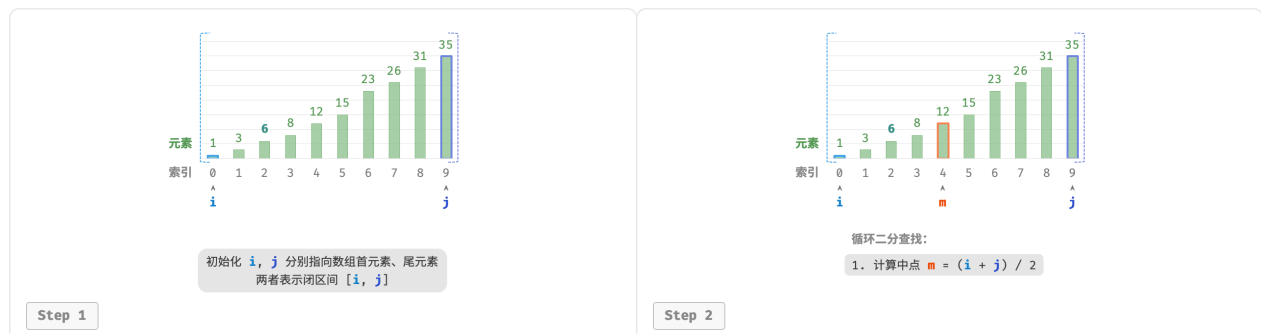 35
31
26
23
15
12
8
6
3
元素 1
索引 0 1 2 3 4 5 6 7 8 9
i j
初始化 i, j 分别指向数组首元素、尾元素
两者表示闭区间 [i, j]
Step 1
35
31
26
23
15
12
8
6
3
元素 1
索引 0 1 2 3 4 5 6 7 8 9
i m j
循环二分查找：
1. 计算中点 m = (i + j) / 2
Step 2